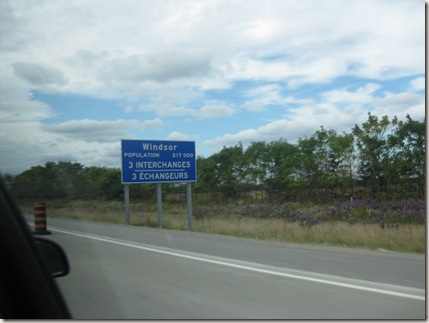 Windsor
POPULATION 217 000
3 INTERCHANGES
3 ÉCHANGEURS